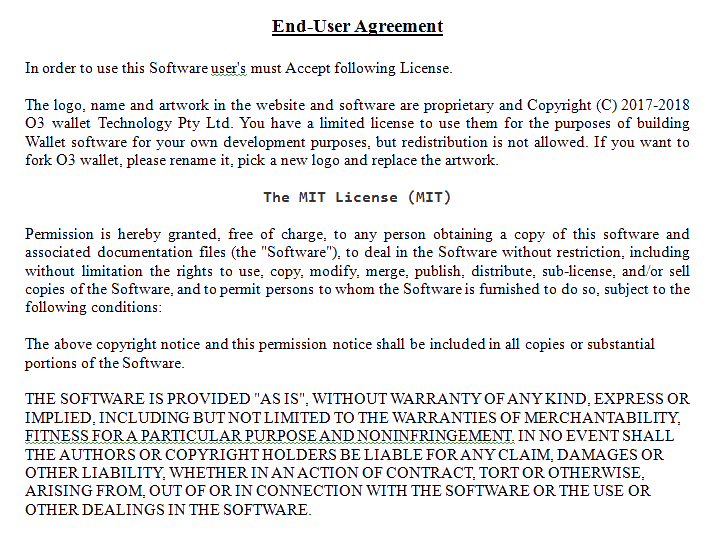 End-User Agreement
In order to use this Software user's must Accept following License.
The logo, name and artwork in the website and software are proprietary and Copyright (C) 2017-2018
O3 wallet Technology Pty Ltd. You have a limited license to use them for the purposes of building
Wallet software for your own development purposes, but redistribution is not allowed. If you want to
fork O3 wallet, please rename it, pick a new logo and replace the artwork.
The MIT License (MIT)
Permission is hereby granted, free of charge, to any person obtaining a copy of this software and
associated documentation files (the "Software"), to deal in the Software without restriction, including
without limitation the rights to use, copy, modify, merge, publish, distribute, sub-license, and/or sell
copies of the Software, and to permit persons to whom the Software is furnished to do so, subject to the
following conditions:
The above copyright notice and this permission notice shall be included in all copies or substantial
portions of the Software.
THE SOFTWARE IS PROVIDED "AS IS", WITHOUT WARRANTY OF ANY KIND, EXPRESS OR
IMPLIED, INCLUDING BUT NOT LIMITED TO THE WARRANTIES OF MERCHANTABILITY,
FITNESS FOR A PARTICULAR PURPOSE AND NONINFRINGEMENT. IN NO EVENT SHALL
THE AUTHORS OR COPYRIGHT HOLDERS BE LIABLE FOR ANY CLAIM, DAMAGES OR
OTHER LIABILITY, WHETHER IN AN ACTION OF CONTRACT, TORT OR OTHERWISE,
ARISING FROM, OUT OF OR IN CONNECTION WITH THE SOFTWARE OR THE USE OR
OTHER DEALINGS IN THE SOFTWARE.